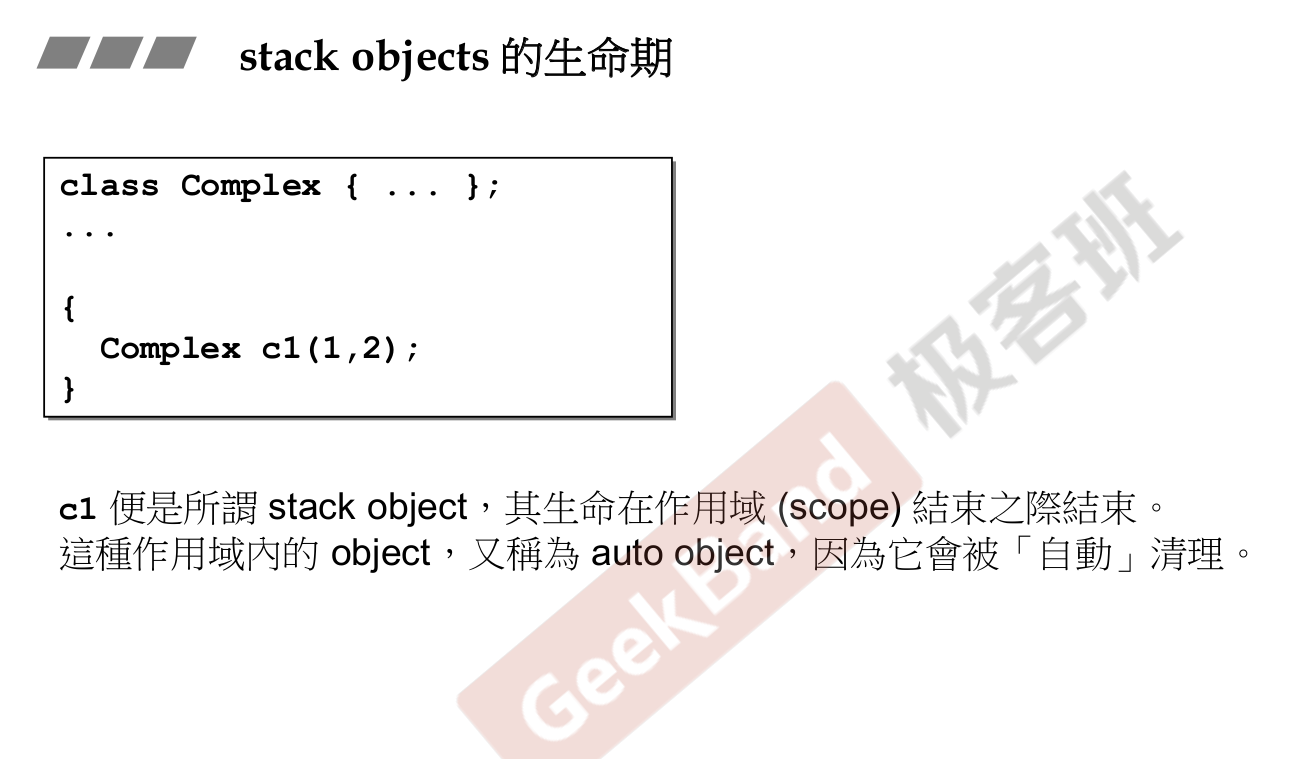 stack objects 的生命期
class Complex { ... };
...
{
Complex c1(1,2);
}
c1 便是所謂 stack object，其生命在作用域 (scope) 結束之際結束。
這種作用域內的 object，又稱為 auto object，因為它會被「自動」清理。
GeekBand 极客班